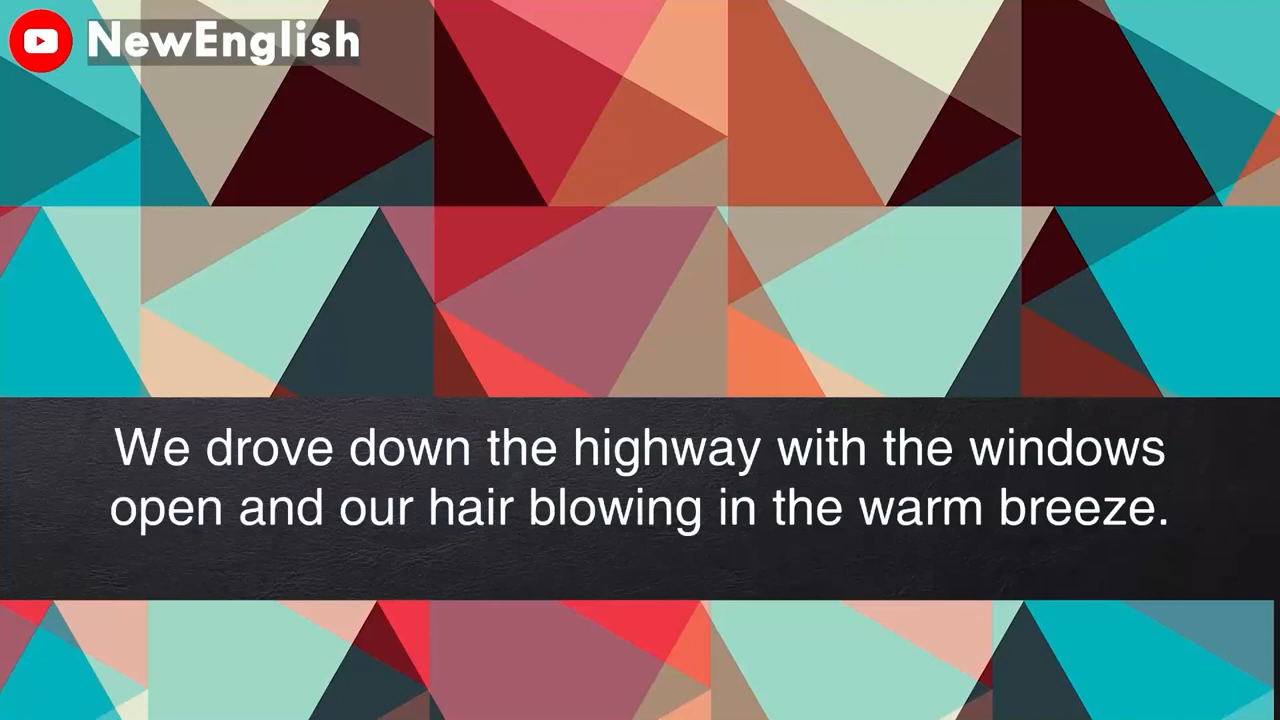 NewEnglish
We drove down the highway with the windows
open and our hair blowing in the warm breeze.